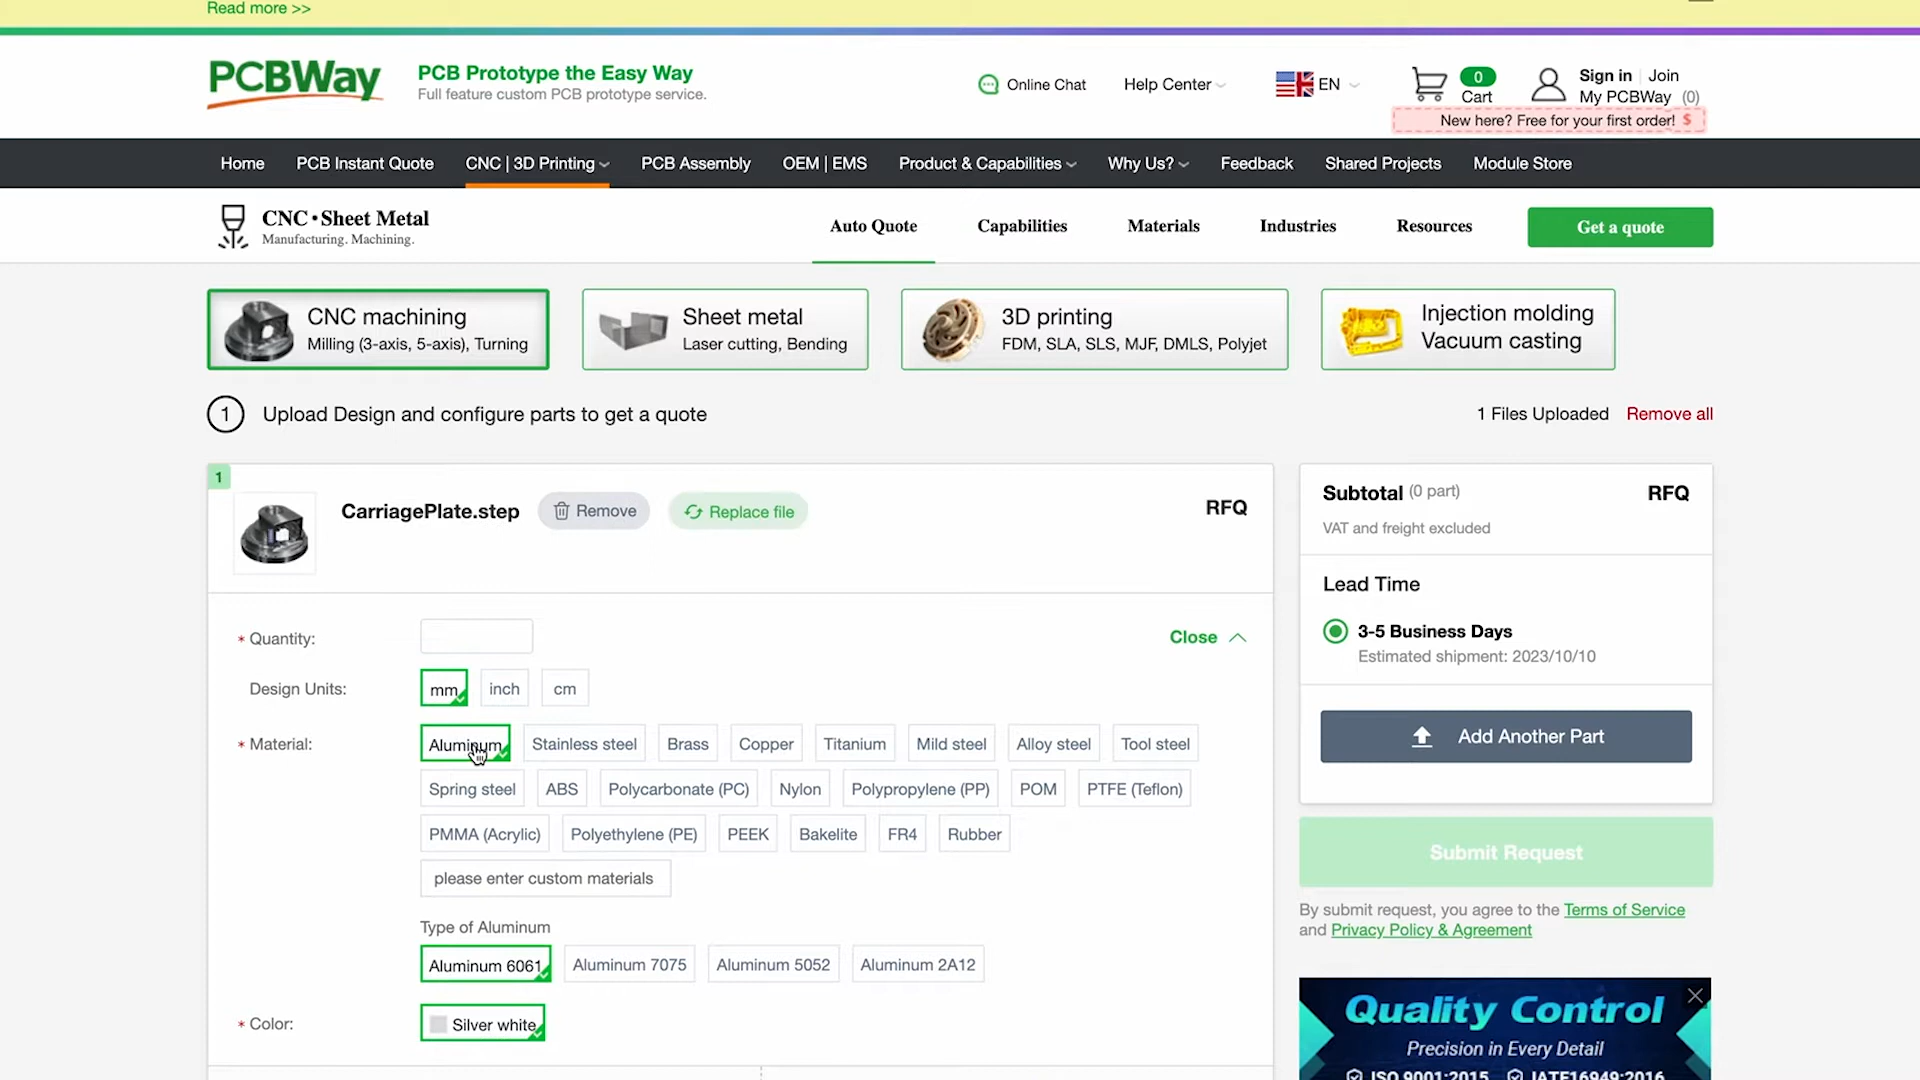 Read more >>
PCBWay
PCB Prototype the Easy Way
Full feature custom PCB prototype service.
Online Chat
Help Center
EN
0
Cart
Sign in | Join
My PCBWay (0)
New here? Free for your first order! $
Home
PCB Instant Quote
CNC | 3D Printing
PCB Assembly
OEM | EMS
Product & Capabilities
Why Us?
Feedback
Shared Projects
Module Store
CNC • Sheet Metal
Manufacturing. Machining.
Auto Quote
Capabilities
Materials
Industries
Resources
Get a quote
CNC machining
Milling (3-axis, 5-axis), Turning
Sheet metal
Laser cutting, Bending
3D printing
FDM, SLA, SLS, MJF, DMLS, Polyjet
Injection molding
Vacuum casting
1 Upload Design and configure parts to get a quote
1 Files Uploaded Remove all
1
CarriagePlate.step
Remove
Replace file
RFQ
* Quantity:
Close
Design Units:
mm
inch
cm
* Material:
Aluminum
Stainless steel
Brass
Copper
Titanium
Mild steel
Alloy steel
Tool steel
Spring steel
ABS
Polycarbonate (PC)
Nylon
Polypropylene (PP)
POM
PTFE (Teflon)
PMMA (Acrylic)
Polyethylene (PE)
PEEK
Bakelite
FR4
Rubber
please enter custom materials
Type of Aluminum
Aluminum 6061
Aluminum 7075
Aluminum 5052
Aluminum 2A12
* Color:
Silver white
Subtotal (0 part)
RFQ
VAT and freight excluded
Lead Time
3-5 Business Days
Estimated shipment: 2023/10/10
Add Another Part
Submit Request
By submit request, you agree to the Terms of Service
and Privacy Policy & Agreement
Quality Control
Precision in Every Detail
ISO 9001:2015 IATF16949:2016